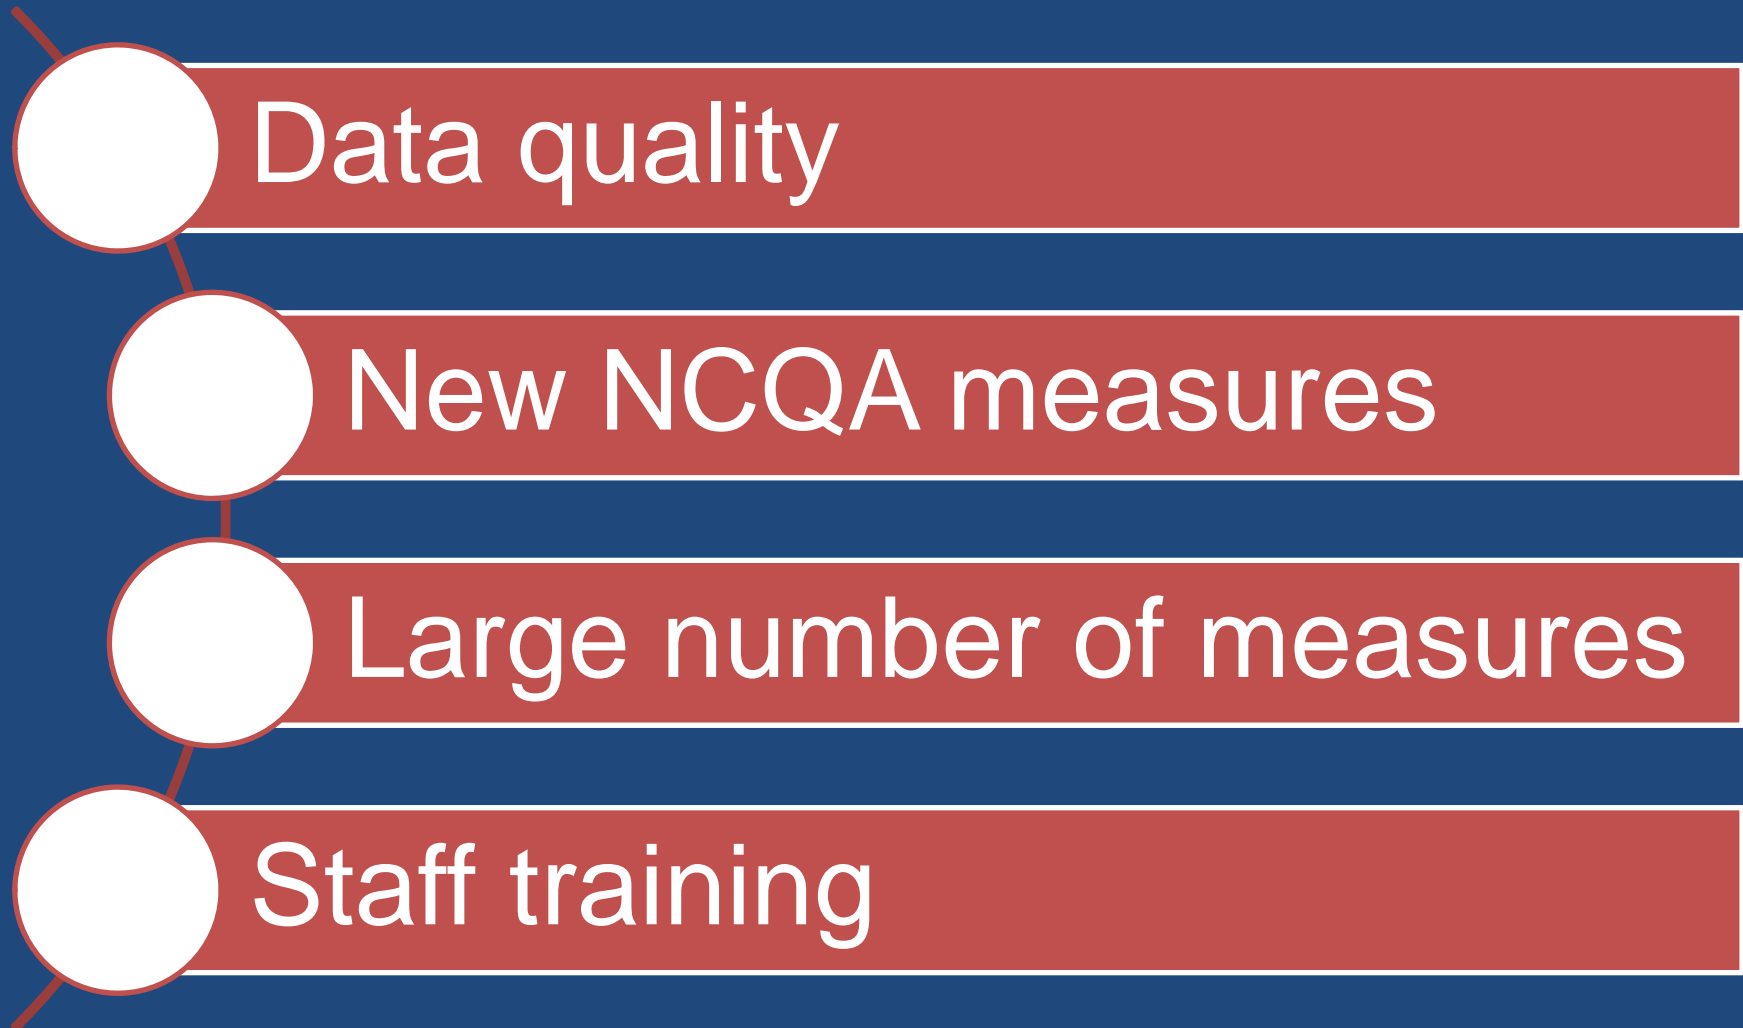 Data quality
New NCQA measures
Large number of measures
Staff training